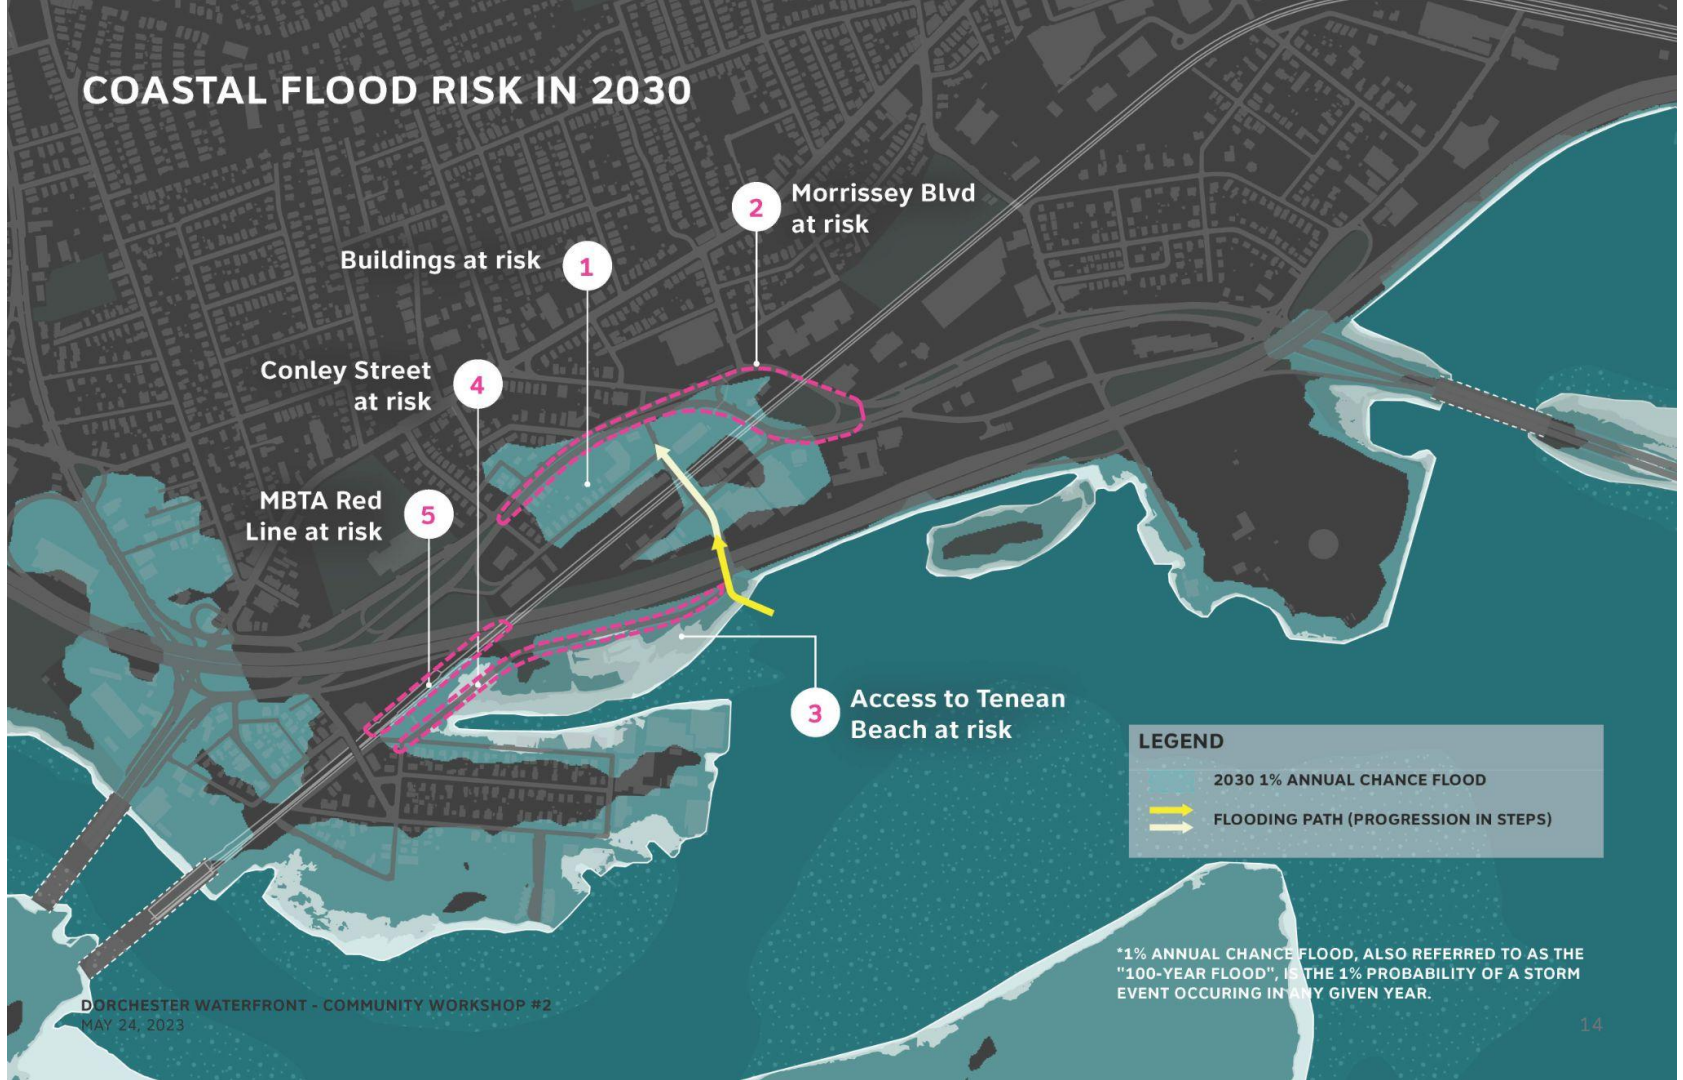 COASTAL FLOOD RISK IN 2030
2
Morrissey Blvd
at risk
Buildings at risk
1
Conley Street
at risk
4
MBTA Red
Line at risk
5
3
Access to Tenean
Beach at risk
LEGEND
2030 1% ANNUAL CHANCE FLOOD
FLOODING PATH (PROGRESSION IN STEPS)
*1% ANNUAL CHANCE FLOOD, ALSO REFERRED TO AS THE
"100-YEAR FLOOD", IS THE 1% PROBABILITY OF A STORM
EVENT OCCURING IN ANY GIVEN YEAR.
DORCHESTER WATERFRONT - COMMUNITY WORKSHOP #2
MAY 24, 2023
14